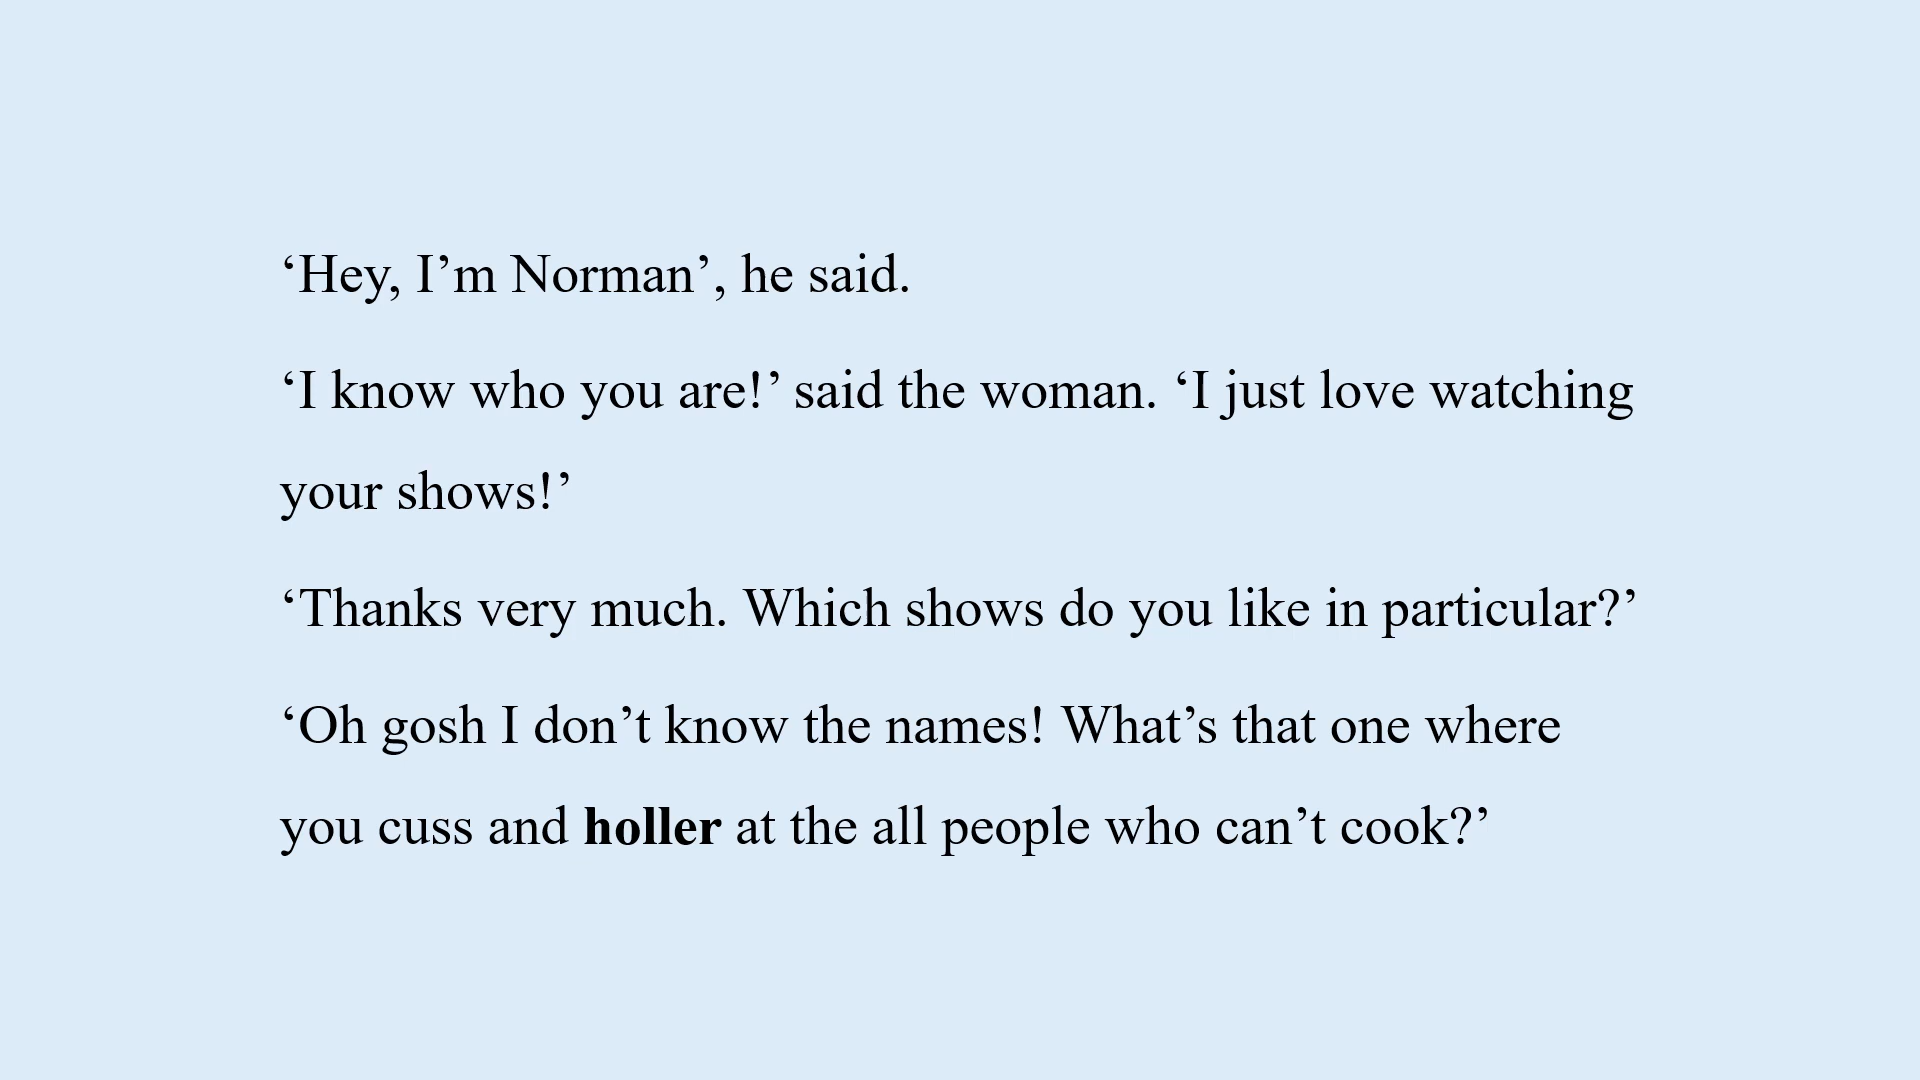 ‘Hey, I’m Norman’, he said.
‘I know who you are!’ said the woman. ‘I just love watching
your shows!’
‘Thanks very much. Which shows do you like in particular?’
‘Oh gosh I don’t know the names! What’s that one where
you cuss and holler at the all people who can’t cook?’